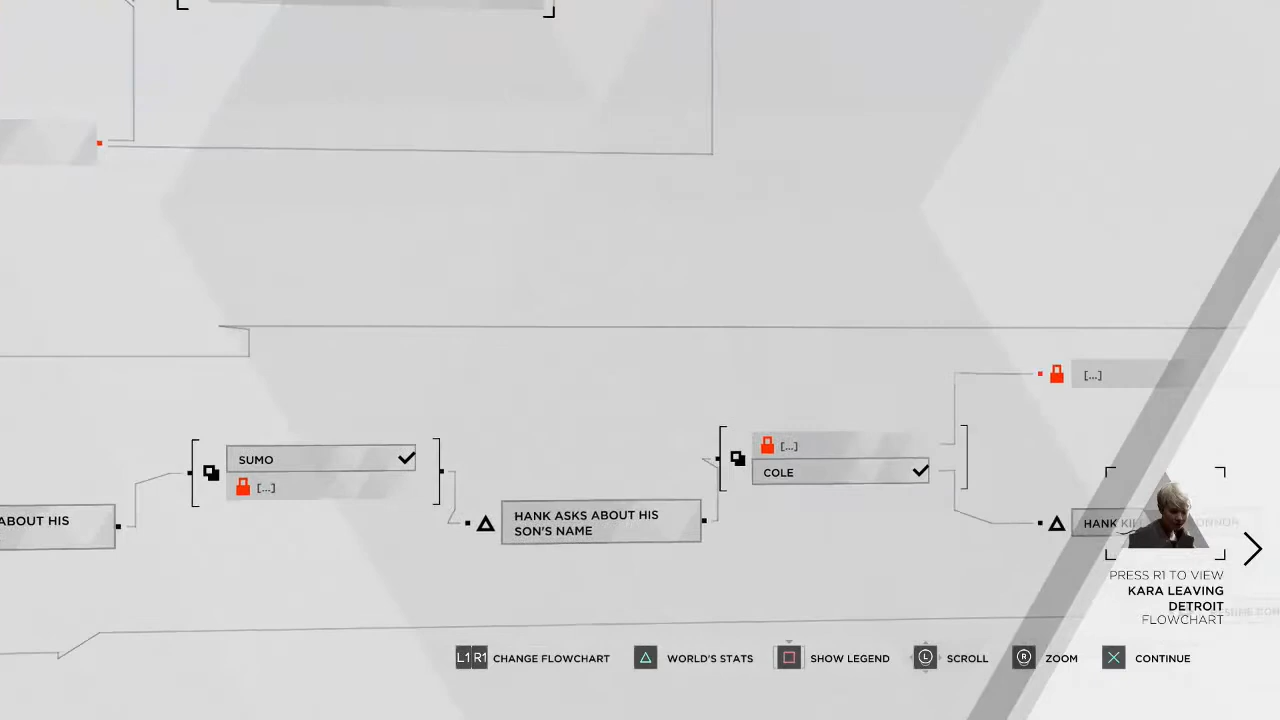 [...]
[...]
SUMO
COLE
[...]
HANK ASKS ABOUT HIS
SON'S NAME
ABOUT HIS
HANK
PRESS R1 TO VIEW
KARA LEAVING
DETROIT
FLOWCHART
L1 R1 CHANGE FLOWCHART
WORLD'S STATS
SHOW LEGEND
L SCROLL
R ZOOM
CONTINUE